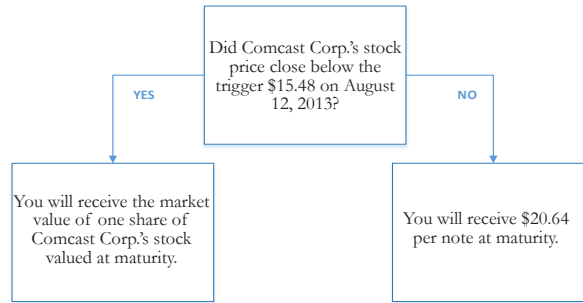 Did Comcast Corp.'s stock
price close below the
trigger $15.48 on August
12, 2013?
YES
NO
You will receive the market
value of one share of
Comcast Corp.'s stock
valued at maturity.
You will receive $20.64
per note at maturity.